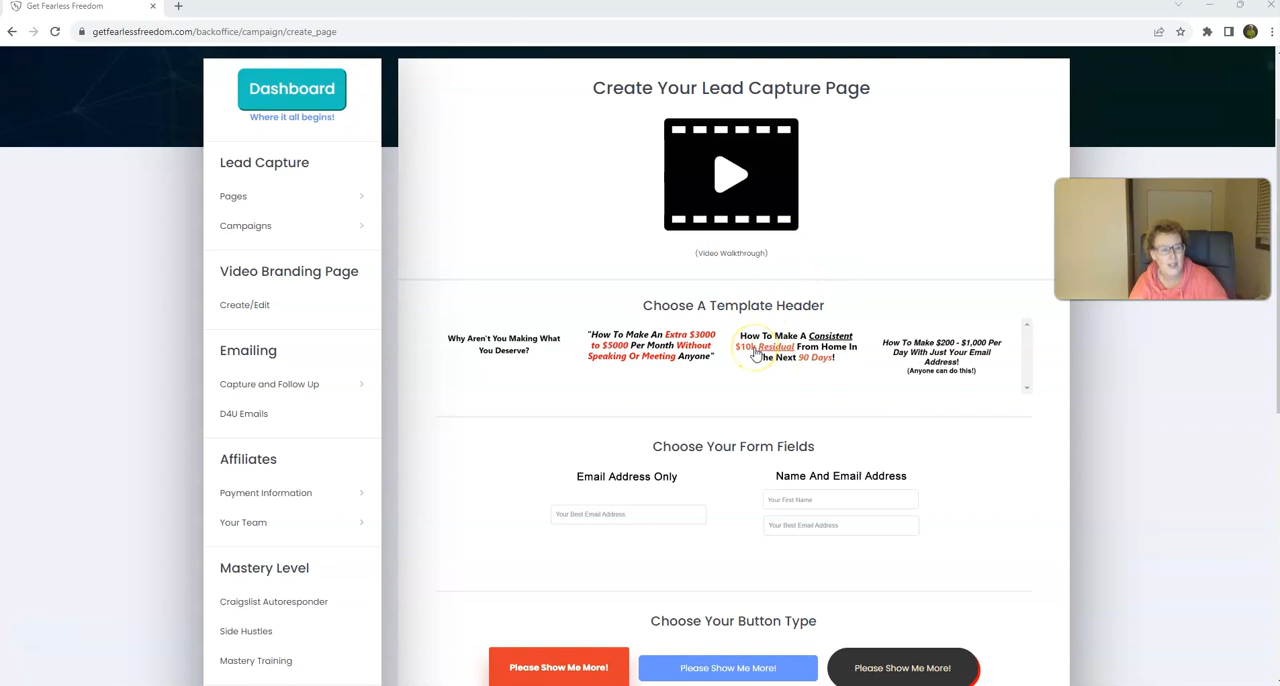 Get Fearless Freedom
getfearlessfreedom.com/backoffice/campaign/create_page
Dashboard
Where it all begins!
Lead Capture
Pages
Campaigns
Video Branding Page
Create/Edit
Emailing
Capture and Follow Up
D4U Emails
Affiliates
Payment Information
Your Team
Mastery Level
Craigslist Autoresponder
Side Hustles
Mastery Training
Create Your Lead Capture Page
(Video Walkthrough)
Choose A Template Header
Why Aren't You Making What
You Deserve?
"How To Make An Extra $3000
to $5000 Per Month Without
Speaking Or Meeting Anyone"
How To Make A Consistent
$10k Residual From Home In
The Next 90 Days!
How To Make $200 - $1,000 Per
Day With Just Your Email
Address!
(Anyone can do this!)
Choose Your Form Fields
Email Address Only
Your Best Email Address
Name And Email Address
Your First Name
Your Best Email Address
Choose Your Button Type
Please Show Me More!
Please Show Me More!
Please Show Me More!